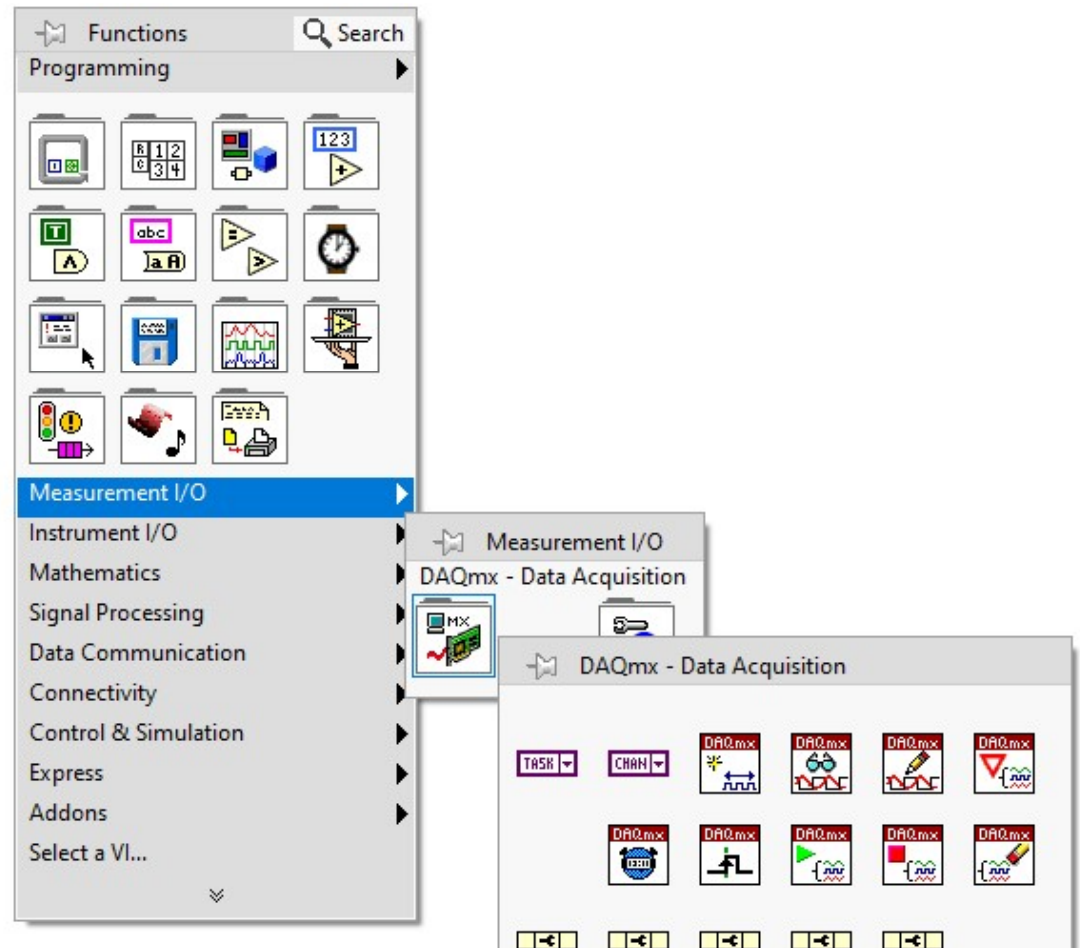 Functions
Search
Programming
123
abc
a A
Measurement I/O
Instrument I/O
Mathematics
Signal Processing
Data Communication
Connectivity
Control & Simulation
Express
Addons
Select a VI...
Measurement I/O
DAQmx - Data Acquisition
MX
DAQmx - Data Acquisition
TASK CHAN DAQmx DAQmx DAQmx DAQmx
DAQmx DAQmx DAQmx DAQmx DAQmx